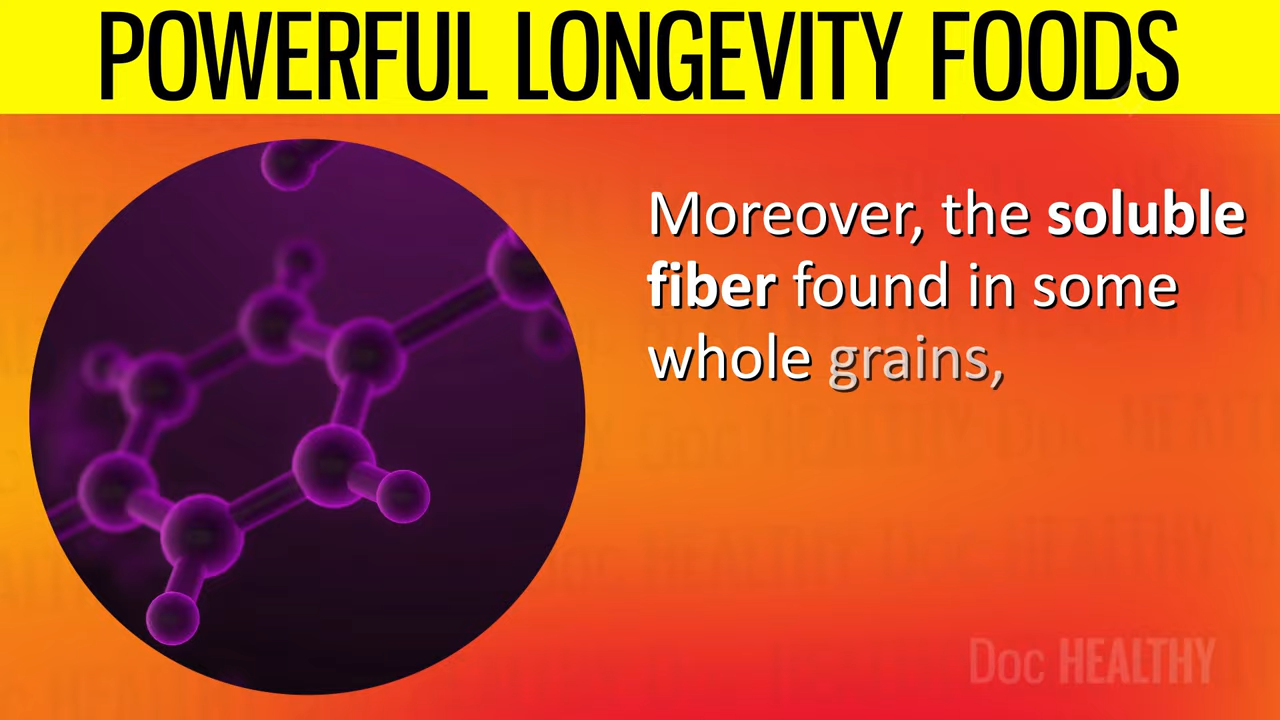 POWERFUL LONGEVITY FOODS
Moreover, the soluble
fiber found in some
whole grains,
Doc HEALTHY